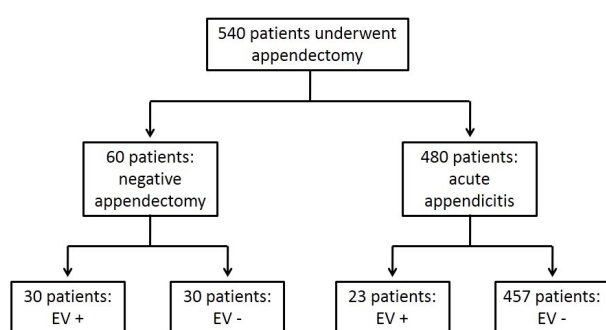 540 patients underwent
appendectomy
60 patients:
negative
appendectomy
480 patients:
acute
appendicitis
30 patients:
EV +
30 patients:
EV -
23 patients:
EV +
457 patients:
EV -